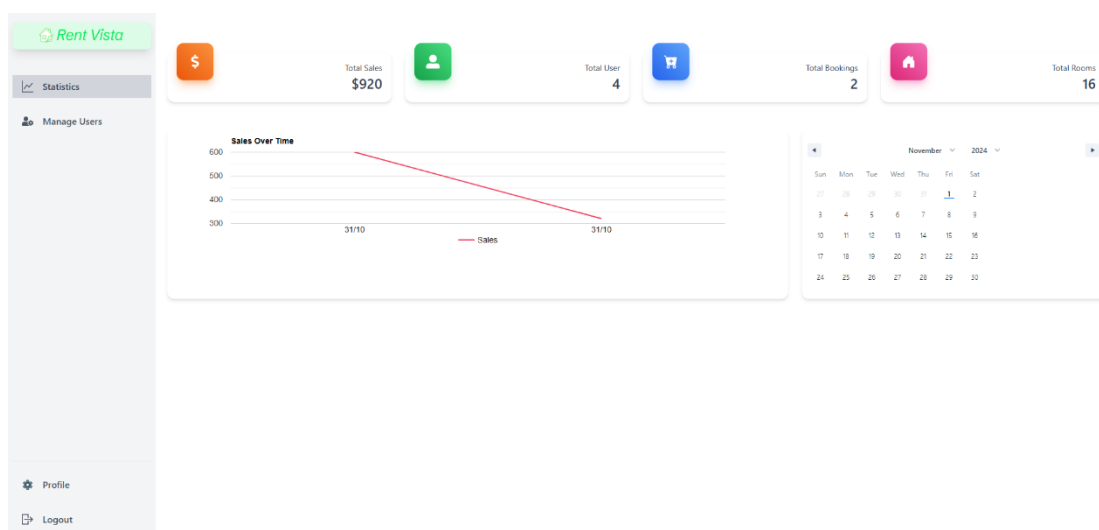 Rent Vista
Statistics
Manage Users
Profile
Logout
$
Total Sales
$920
Total User
4
Total Bookings
2
Total Rooms
16
Sales Over Time
600
500
400
300
31/10 31/10
Sales
November 2024
Sun Mon Tue Wed Thu Fri Sat
27 28 29 30 31 1 2
3 4 5 6 7 8 9
10 11 12 13 14 15 16
17 18 19 20 21 22 23
24 25 26 27 28 29 30